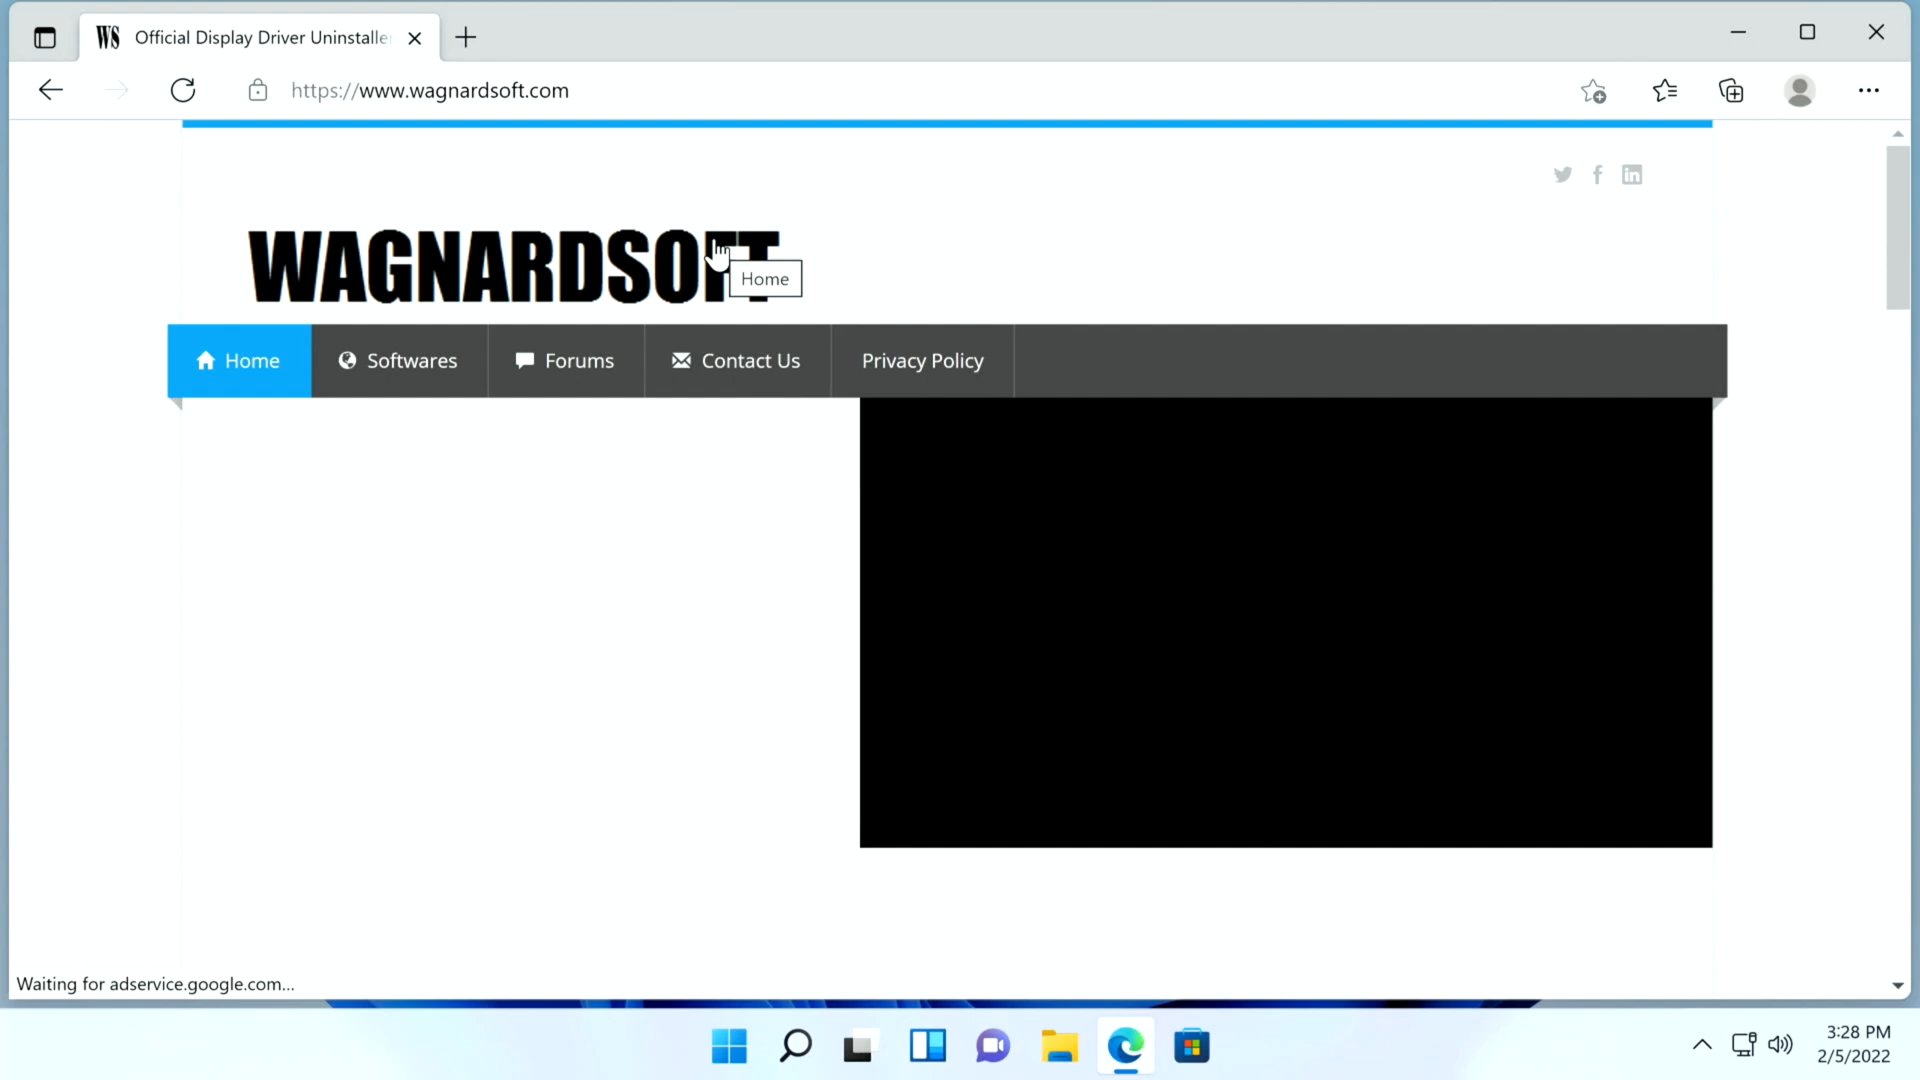 WS Official Display Driver Uninstalle
https://www.wagnardsoft.com
WAGNARDSOFT
Home
Home
Softwares
Forums
Contact Us
Privacy Policy
Waiting for adservice.google.com...
3:28 PM
2/5/2022